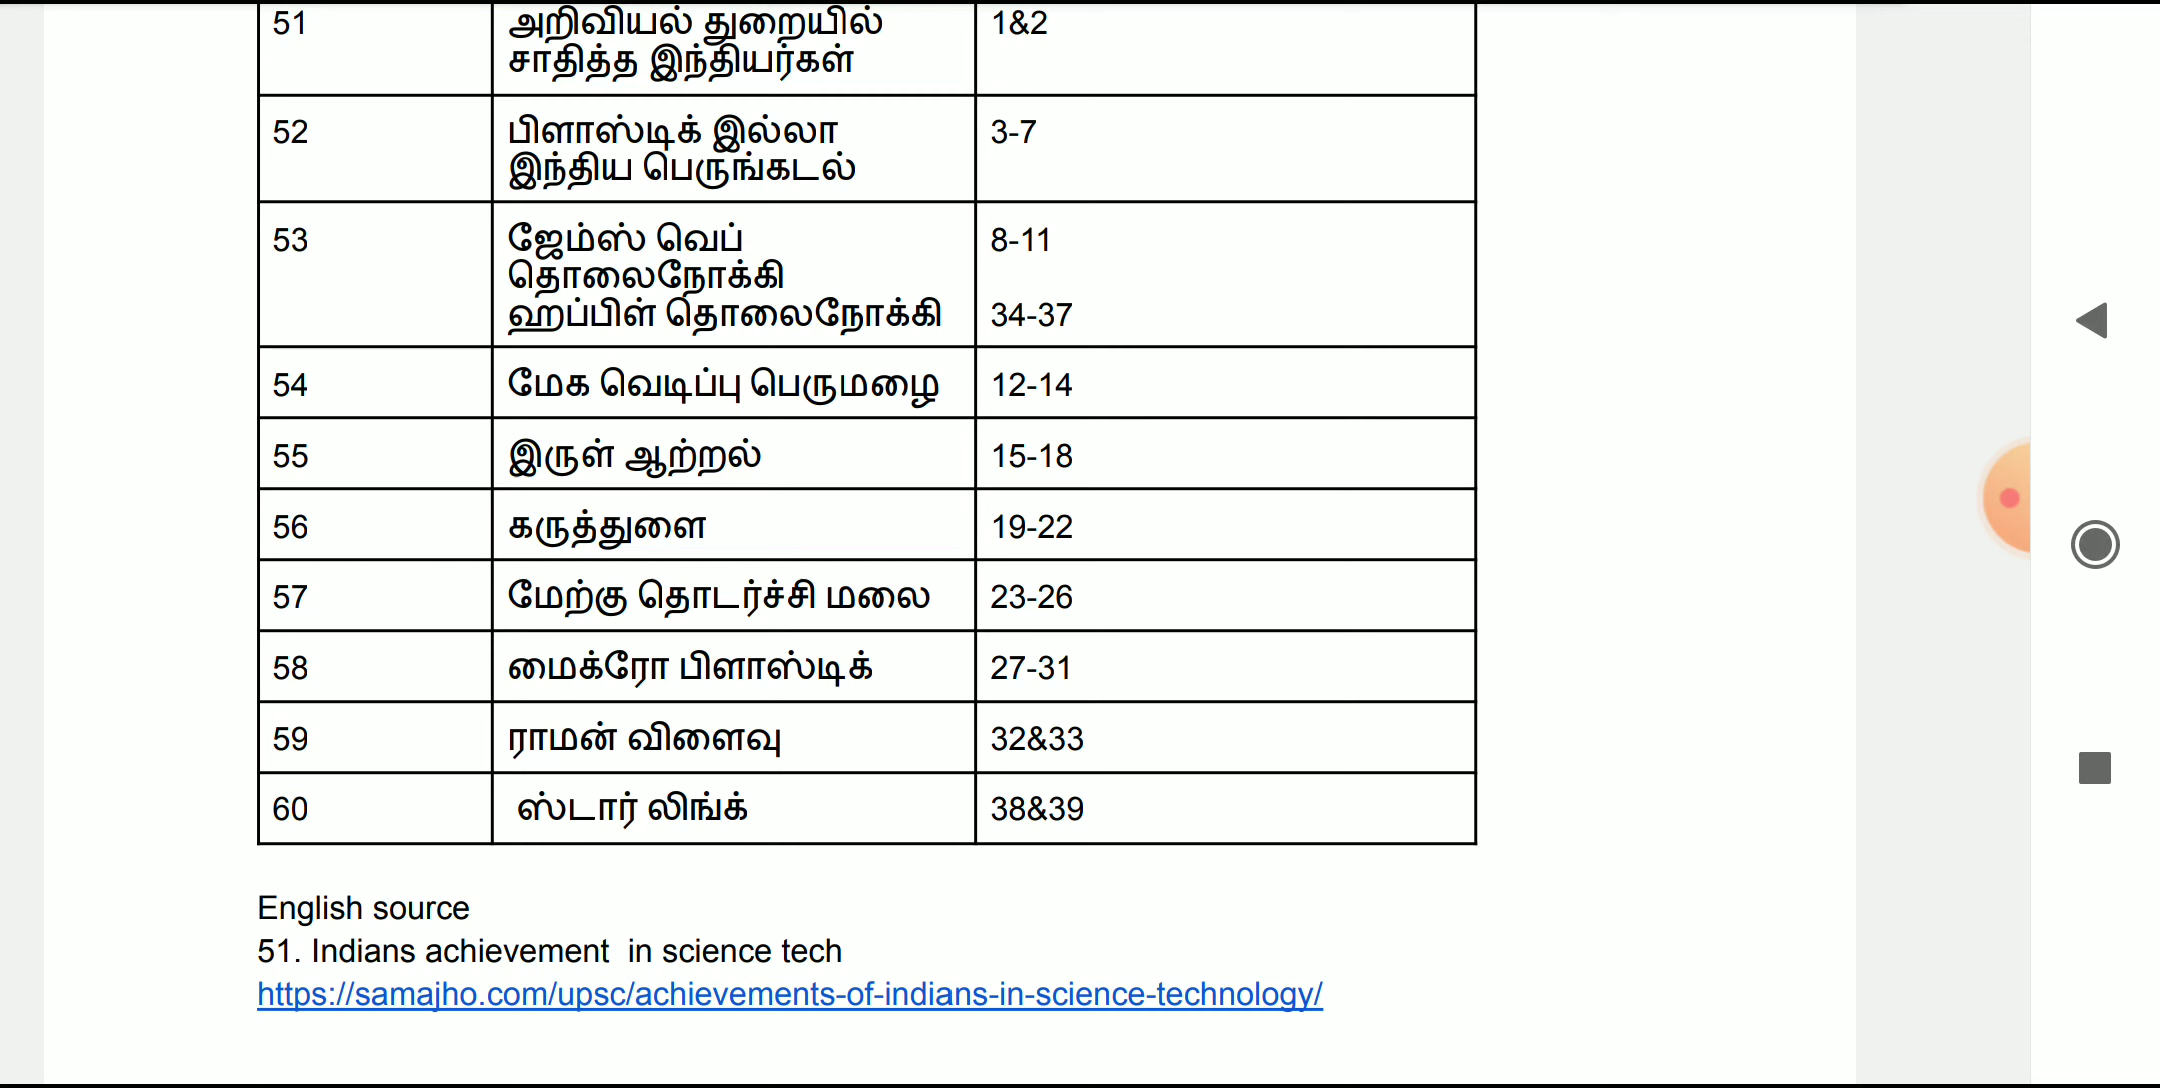 51 அறிவியல் துறையில் 1&2
சாதித்த இந்தியர்கள்
52 பிளாஸ்டிக் இல்லா 3-7
இந்திய பெருங்கடல்
53 ஜேம்ஸ் வெப் 8-11
தொலைநோக்கி
ஹப்பிள் தொலைநோக்கி 34-37
54 மேக வெடிப்பு பெருமழை 12-14
55 இருள் ஆற்றல் 15-18
56 கருத்துளை 19-22
57 மேற்கு தொடர்ச்சி மலை 23-26
58 மைக்ரோ பிளாஸ்டிக் 27-31
59 ராமன் விளைவு 32&33
60 ஸ்டார் லிங்க் 38&39
English source
51. Indians achievement  in science tech
https://samajho.com/upsc/achievements-of-indians-in-science-technology/